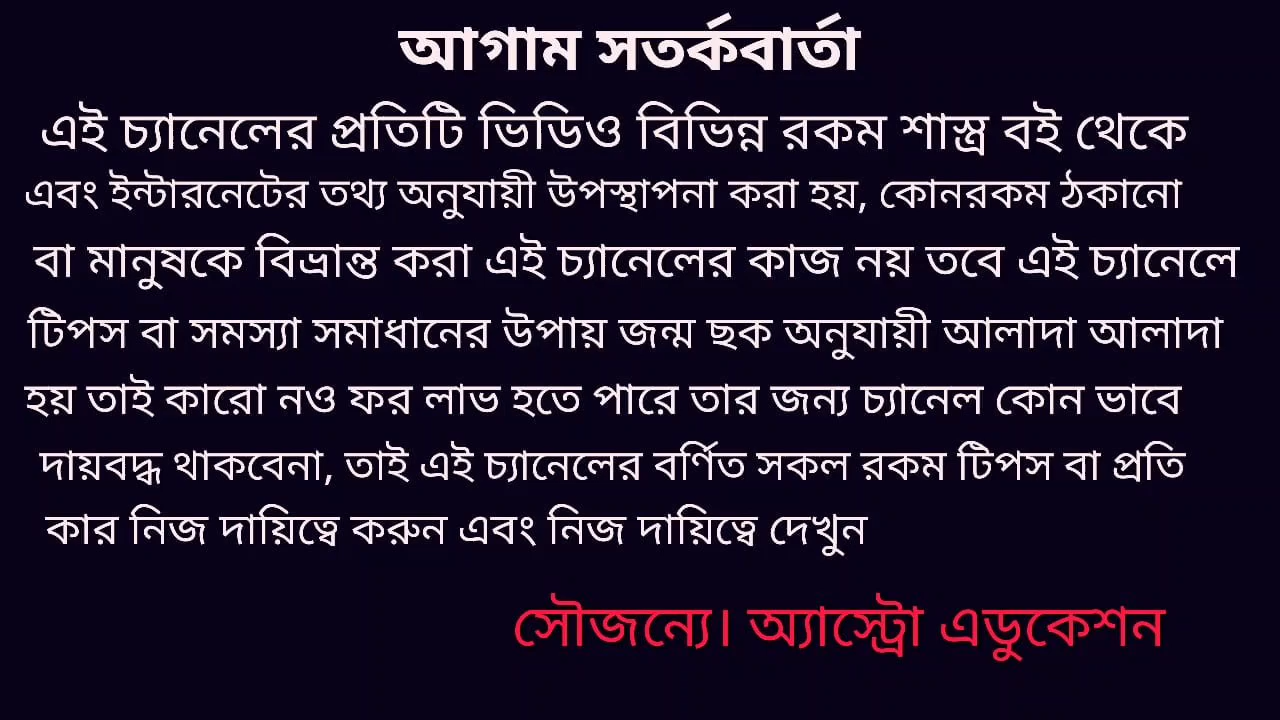 আগাম সতর্কবার্তা
এই চ্যানেলের প্রতিটি ভিডিও বিভিন্ন রকম শাস্ত্র বই থেকে
এবং ইন্টারনেটের তথ্য অনুযায়ী উপস্থাপনা করা হয়, কোনরকম ঠকানো
বা মানুষকে বিভ্রান্ত করা এই চ্যানেলের কাজ নয় তবে এই চ্যানেলে
টিপস বা সমস্যা সমাধানের উপায় জন্ম ছক অনুযায়ী আলাদা আলাদা
হয় তাই কারো নও ফর লাভ হতে পারে তার জন্য চ্যানেল কোন ভাবে
দায়বদ্ধ থাকবেনা, তাই এই চ্যানেলের বর্ণিত সকল রকম টিপস বা প্রতি
কার নিজ দায়িত্বে করুন এবং নিজ দায়িত্বে দেখুন
সৌজন্যে। অ্যাস্ট্রো এডুকেশন